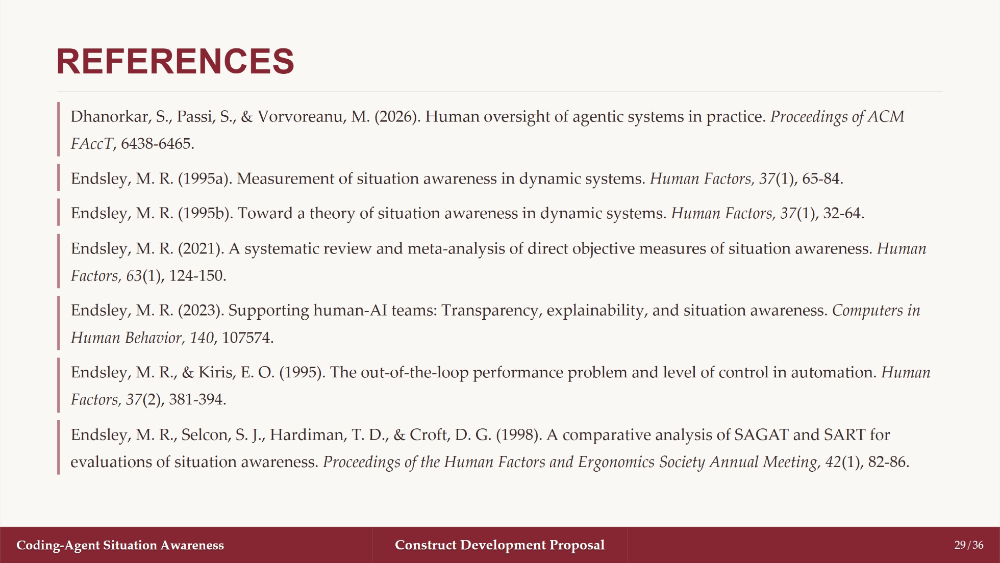 REFERENCES
Dhanorkar, S., Passi, S., & Vorvoreanu, M. (2026). Human oversight of agentic systems in practice. Proceedings of ACM
FAccT, 6438-6465.
Endsley, M. R. (1995a). Measurement of situation awareness in dynamic systems. Human Factors, 37(1), 65-84.
Endsley, M. R. (1995b). Toward a theory of situation awareness in dynamic systems. Human Factors, 37(1), 32-64.
Endsley, M. R. (2021). A systematic review and meta-analysis of direct objective measures of situation awareness. Human
Factors, 63(1), 124-150.
Endsley, M. R. (2023). Supporting human-AI teams: Transparency, explainability, and situation awareness. Computers in
Human Behavior, 140, 107574.
Endsley, M. R., & Kiris, E. O. (1995). The out-of-the-loop performance problem and level of control in automation. Human
Factors, 37(2), 381-394.
Endsley, M. R., Selcon, S. J., Hardiman, T. D., & Croft, D. G. (1998). A comparative analysis of SAGAT and SART for
evaluations of situation awareness. Proceedings of the Human Factors and Ergonomics Society Annual Meeting, 42(1), 82-86.
Coding-Agent Situation Awareness
Construct Development Proposal
29/36